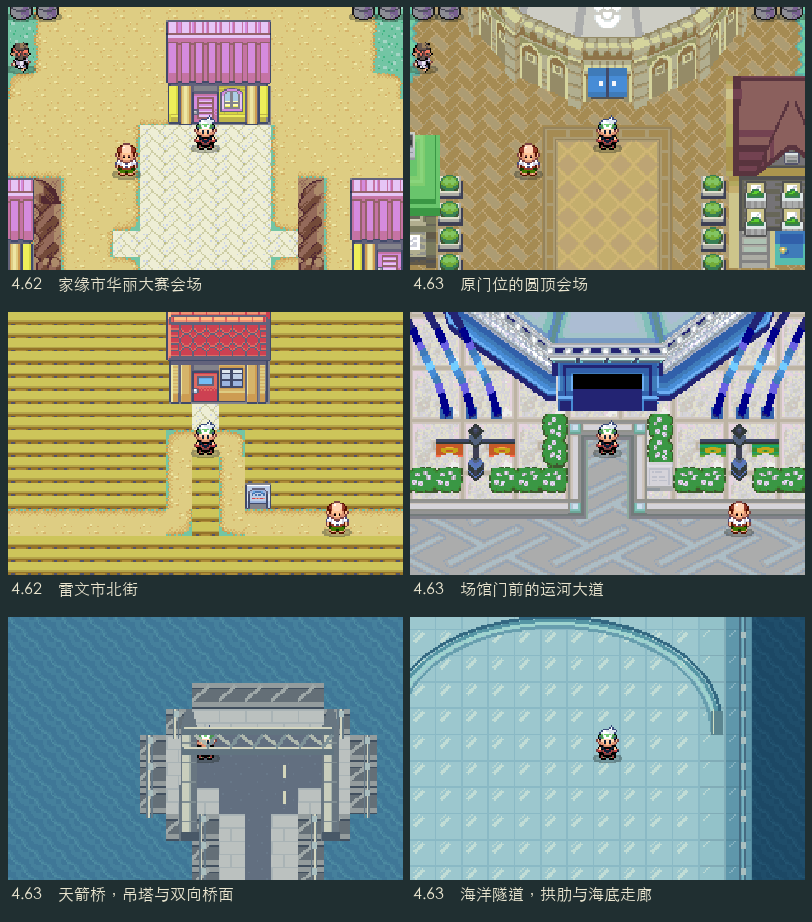 4.62 家缘市华丽大赛会场
4.63 原门位的圆顶会场
4.62 雷文市北街
4.63 场馆门前的运河大道
4.63 天箭桥，吊塔与双向桥面
4.63 海洋隧道，拱肋与海底走廊